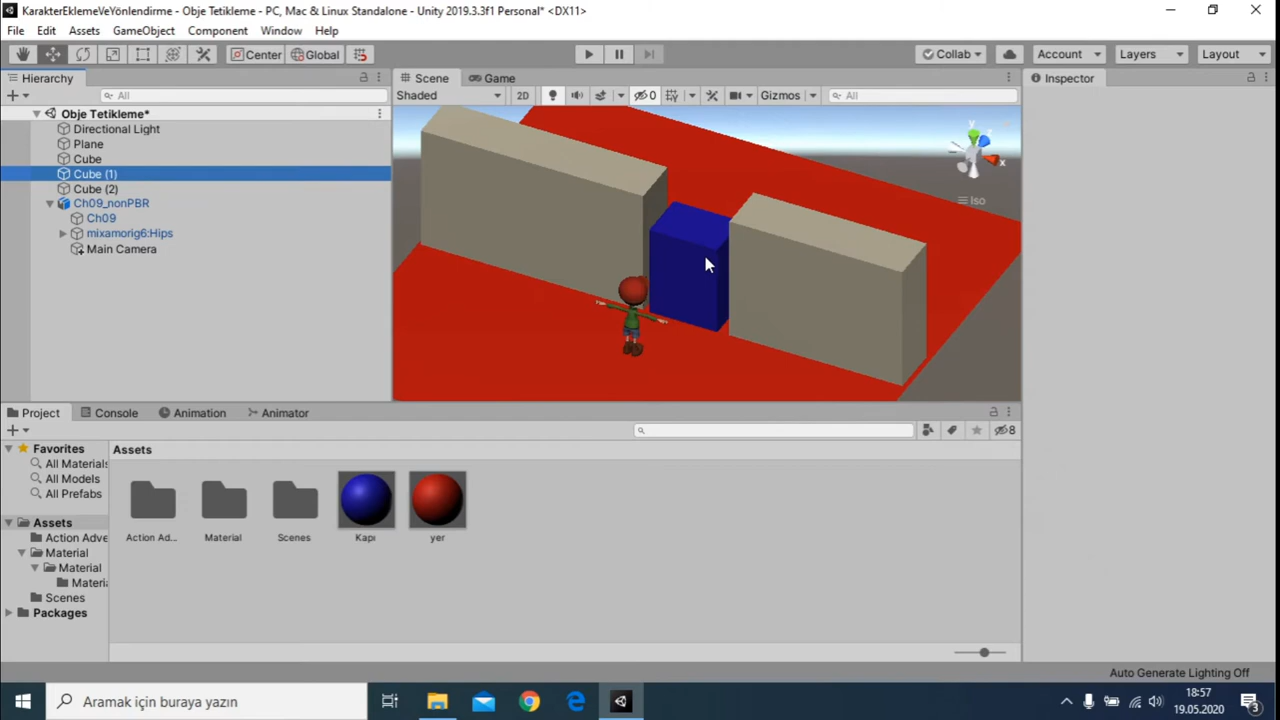 KarakterEklemeVeYönlendirme - Obje Tetikleme - PC, Mac & Linux Standalone - Unity 2019.3.3f1 Personal* <DX11>
File Edit Assets GameObject Component Window Help
Center Global Collab Account Layers Layout
Hierarchy Scene Game Inspector
All Shaded 2D 0 Gizmos All
Obje Tetikleme*
Directional Light
Plane
Cube
Cube (1)
Cube (2)
Ch09_nonPBR
Ch09
mixamorig6:Hips
Main Camera
y
z
x
Iso
Project Console Animation Animator
8
Favorites
All Materials
All Models
All Prefabs
Assets
Action Adve
Material
Material
Materi
Scenes
Packages
Assets
Action Ad... Material Scenes Kapı yer
Auto Generate Lighting Off
Aramak için buraya yazın
18:57
19.05.2020
3